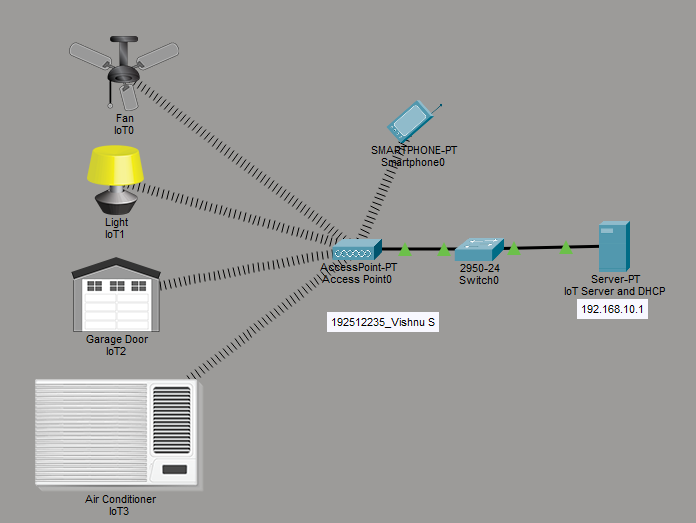 Fan
IoT0
SMARTPHONE-PT
Smartphone0
Light
IoT1
AccessPoint-PT
Access Point0
2950-24
Switch0
Server-PT
IoT Server and DHCP
192.168.10.1
192512235_Vishnu S
Garage Door
IoT2
Air Conditioner
IoT3